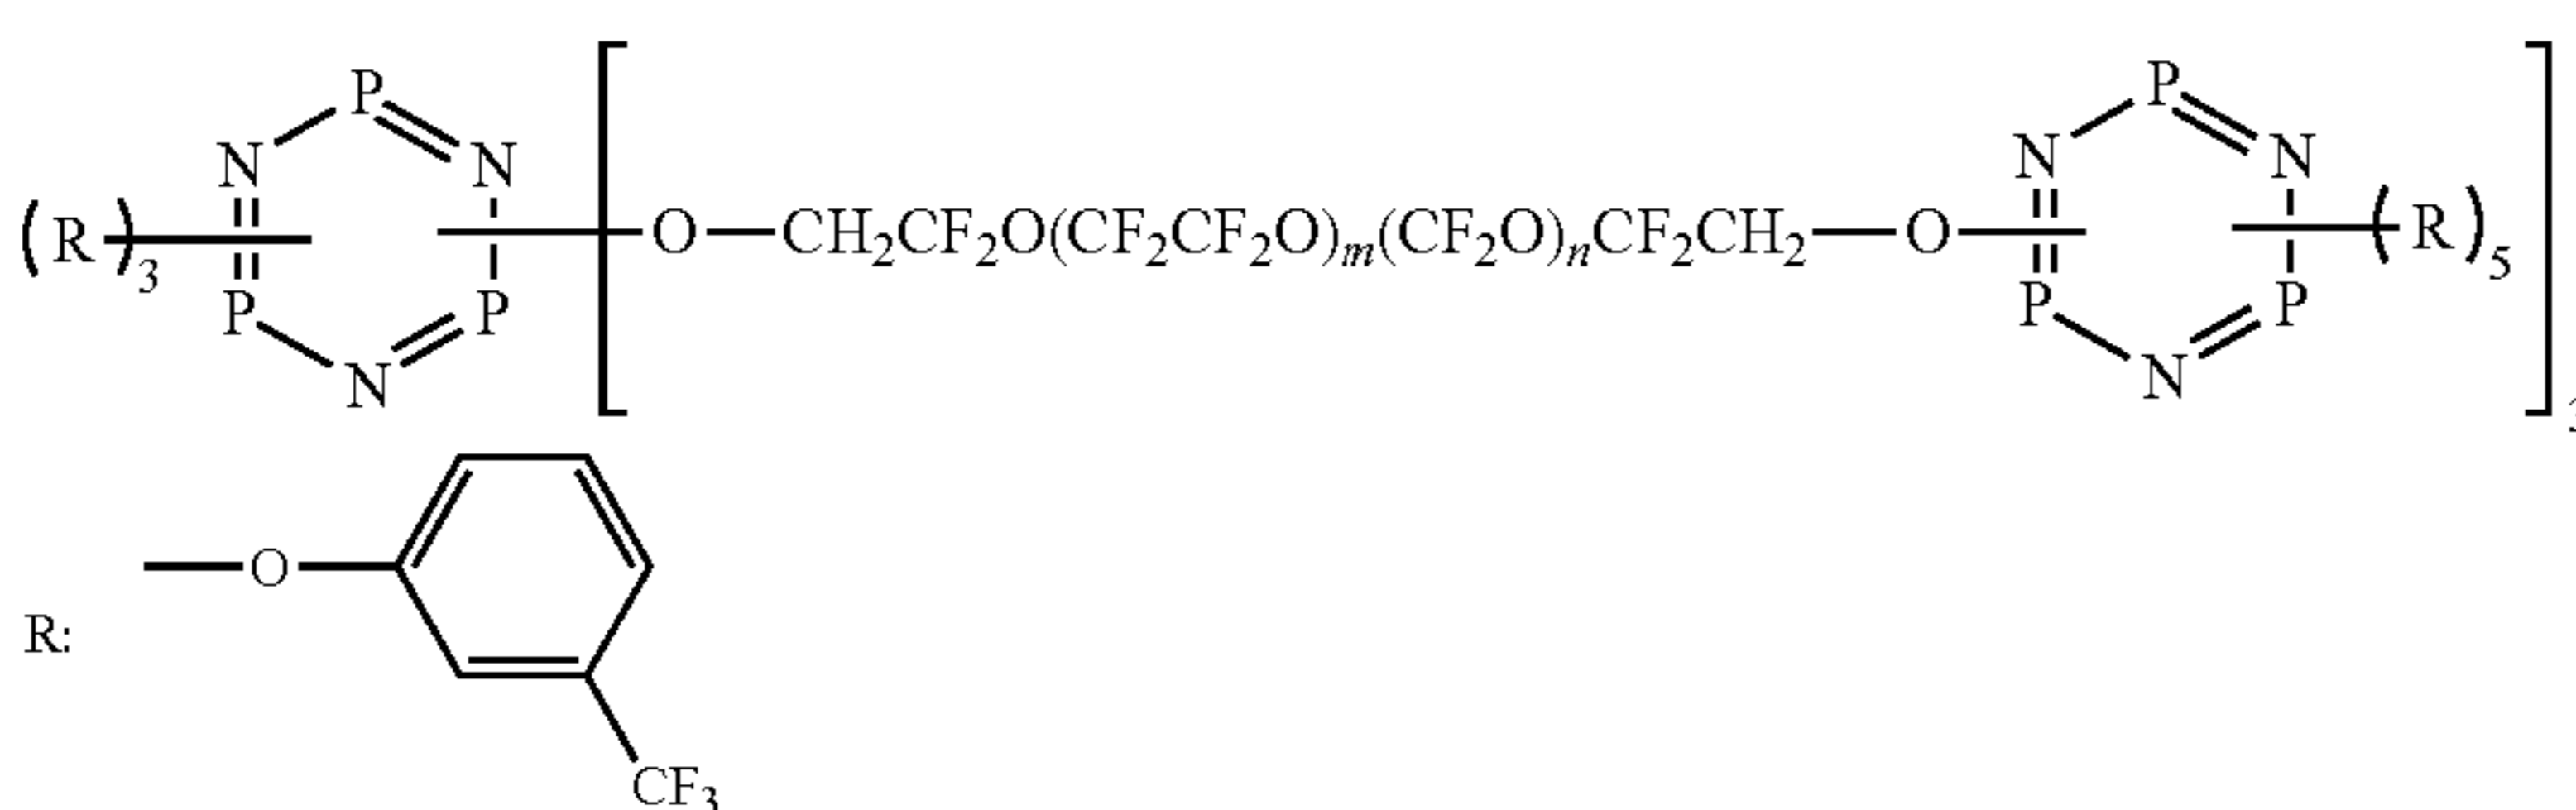 P P
N N N N
(R)3 [ O—CH2CF2O(CF2CF2O)m(CF2O)nCF2CH2—O (R)5 ]
P P P P
N N
O
R:
CF3